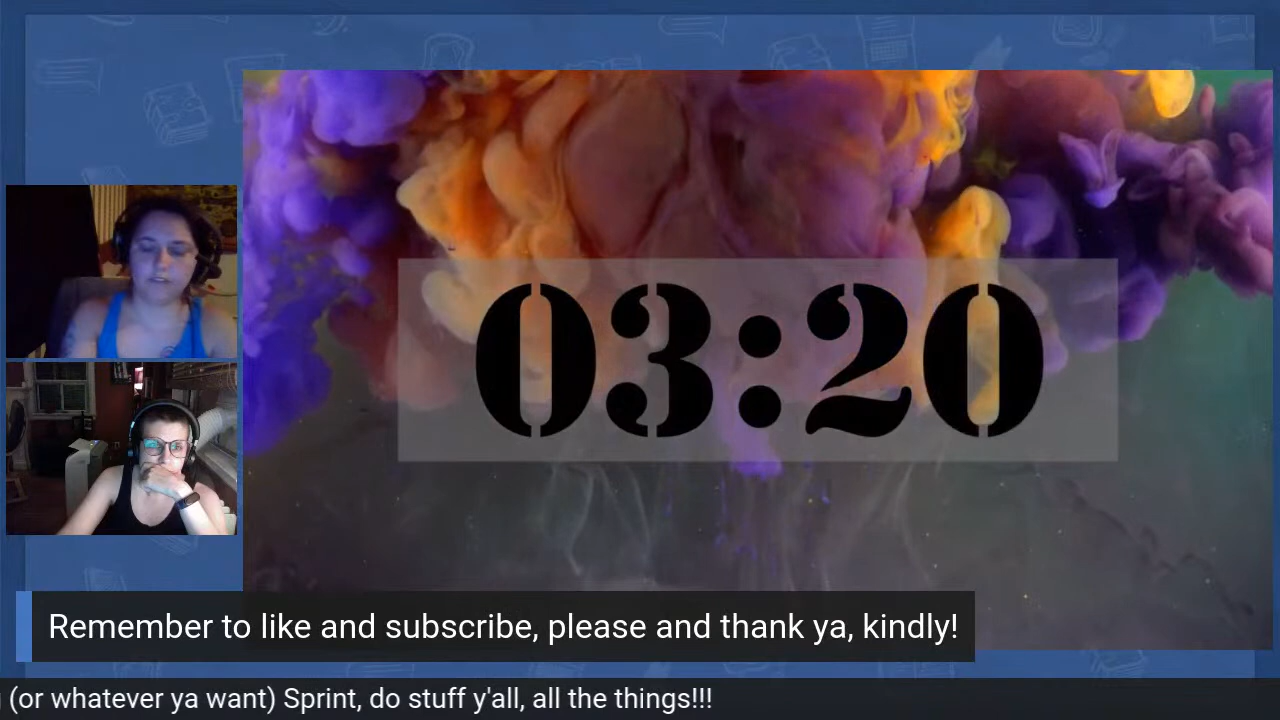 03:20
Remember to like and subscribe, please and thank ya, kindly!
(or whatever ya want) Sprint, do stuff y'all, all the things!!!